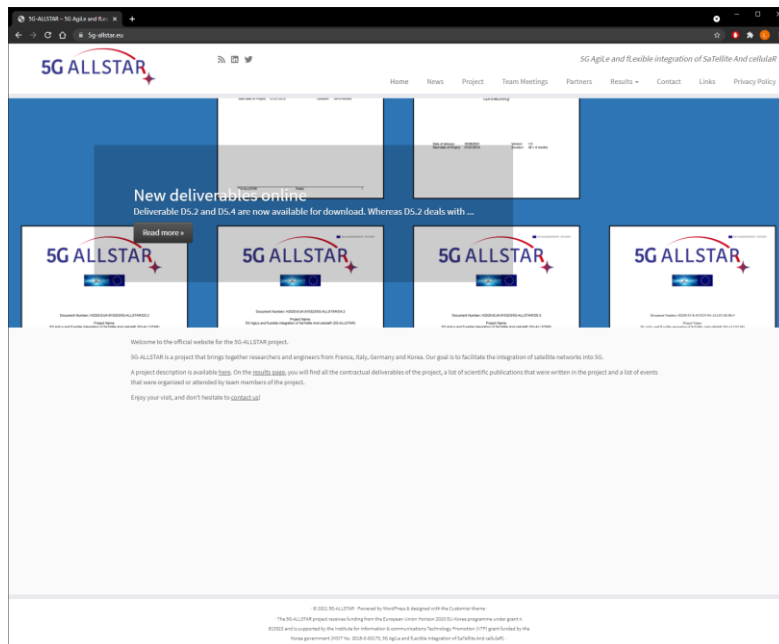 5G-ALLSTAR – 5G AgiLe and fLex
5g-allstar.eu
5G ALLSTAR
5G AgiLe and fLexible integration of SaTellite And cellulaR
Home News Project Team Meetings Partners Results Contact Links Privacy Policy
New deliverables online
Deliverable D5.2 and D5.4 are now available for download. Whereas D5.2 deals with ...
Read more »
5G ALLSTAR 5G ALLSTAR 5G ALLSTAR 5G ALLSTAR
Project Name Project Name Project Name Project Name
Welcome to the official website for the 5G-ALLSTAR project.
5G-ALLSTAR is a project that brings together researchers and engineers from France, Italy, Germany and Korea. Our goal is to facilitate the integration of satellite networks into 5G.
A project description is available here. On the results page, you will find all the contractual deliverables of the project, a list of scientific publications that were written in the project and a list of events
that were organized or attended by team members of the project.
Enjoy your visit, and don't hesitate to contact us!
· © 2021 5G-ALLSTAR · Powered by WordPress & designed with the Customizr theme ·
· The 5G-ALLSTAR project receives funding from the European Union Horizon 2020 EU-Korea programme under grant n.
815323 and is supported by the Institute for Information & communications Technology Promotion (IITP) grant funded by the
Korea government (MSIT No. 2018-0-00175, 5G AgiLe and fLexible integration of SaTellite And cellulaR) ·